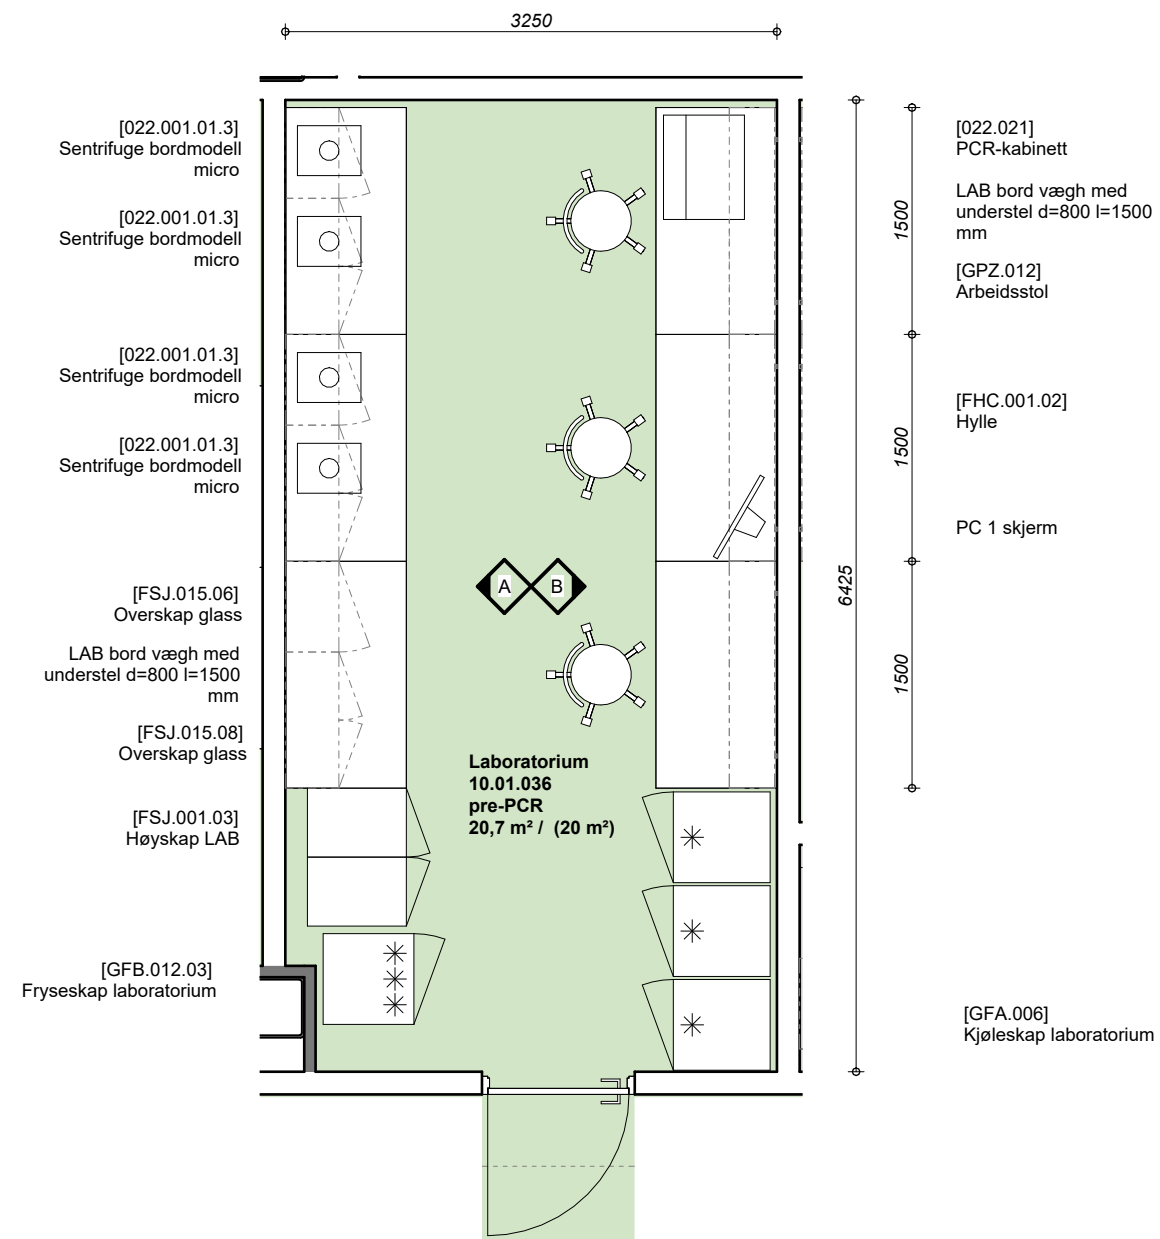 3250
[022.001.01.3]
Sentrifuge bordmodell
micro
[022.001.01.3]
Sentrifuge bordmodell
micro
[022.001.01.3]
Sentrifuge bordmodell
micro
[022.001.01.3]
Sentrifuge bordmodell
micro
[FSJ.015.06]
Overskap glass
LAB bord vægh med
understel d=800 l=1500
mm
[FSJ.015.08]
Overskap glass
[FSJ.001.03]
Høyskap LAB
[GFB.012.03]
Fryseskap laboratorium
A
B
Laboratorium
10.01.036
pre-PCR
20,7 m² / (20 m²)
6425
1500
1500
1500
[022.021]
PCR-kabinett
LAB bord vægh med
understel d=800 l=1500
mm
[GPZ.012]
Arbeidsstol
[FHC.001.02]
Hylle
PC 1 skjerm
[GFA.006]
Kjøleskap laboratorium